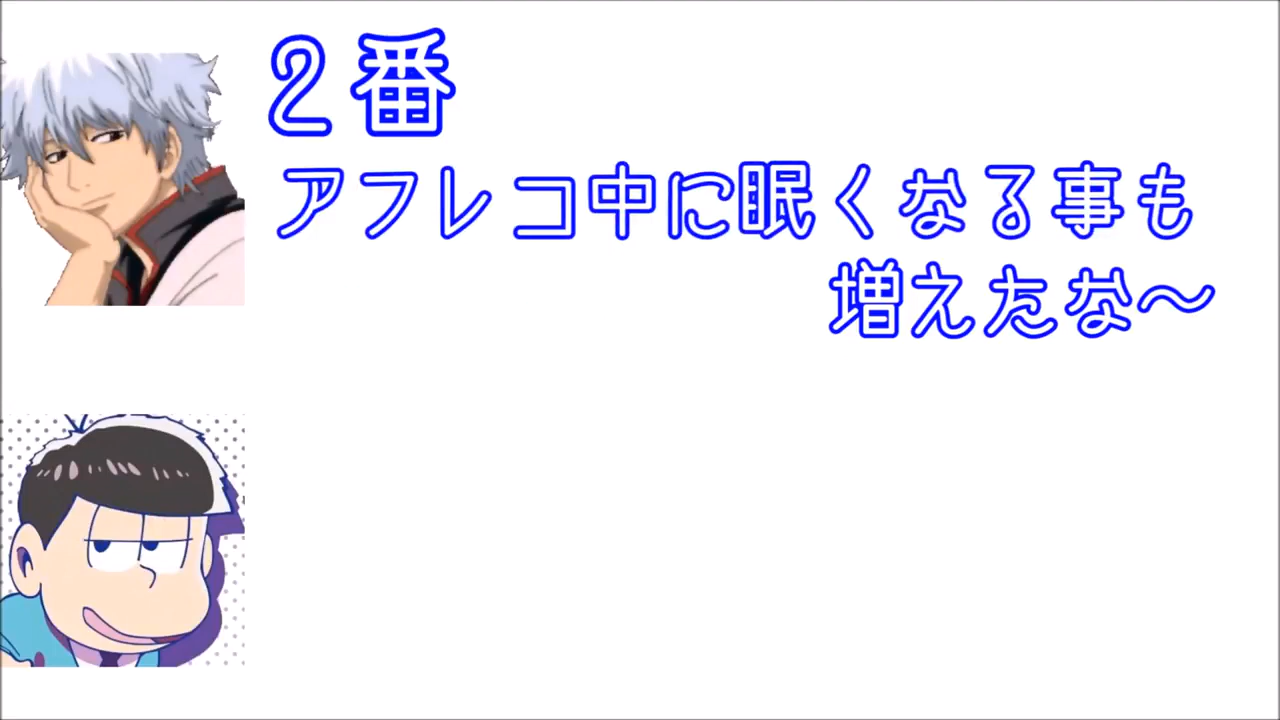 2番
アフレコ中に眠くなる事も
増えたな～